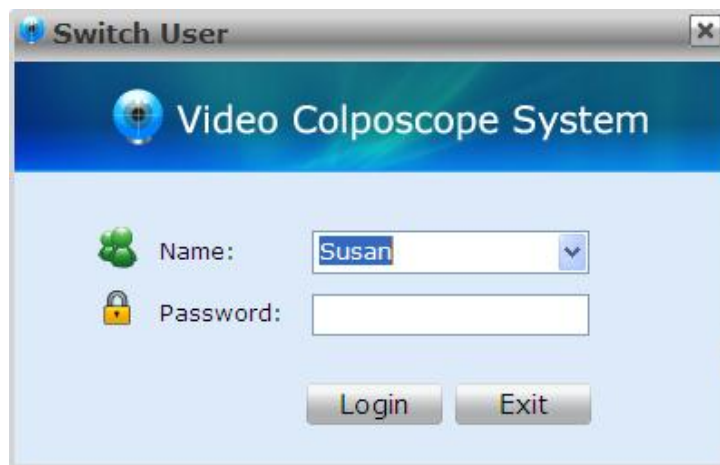 Switch User
Video Colposcope System
Name: Susan
Password:
Login Exit